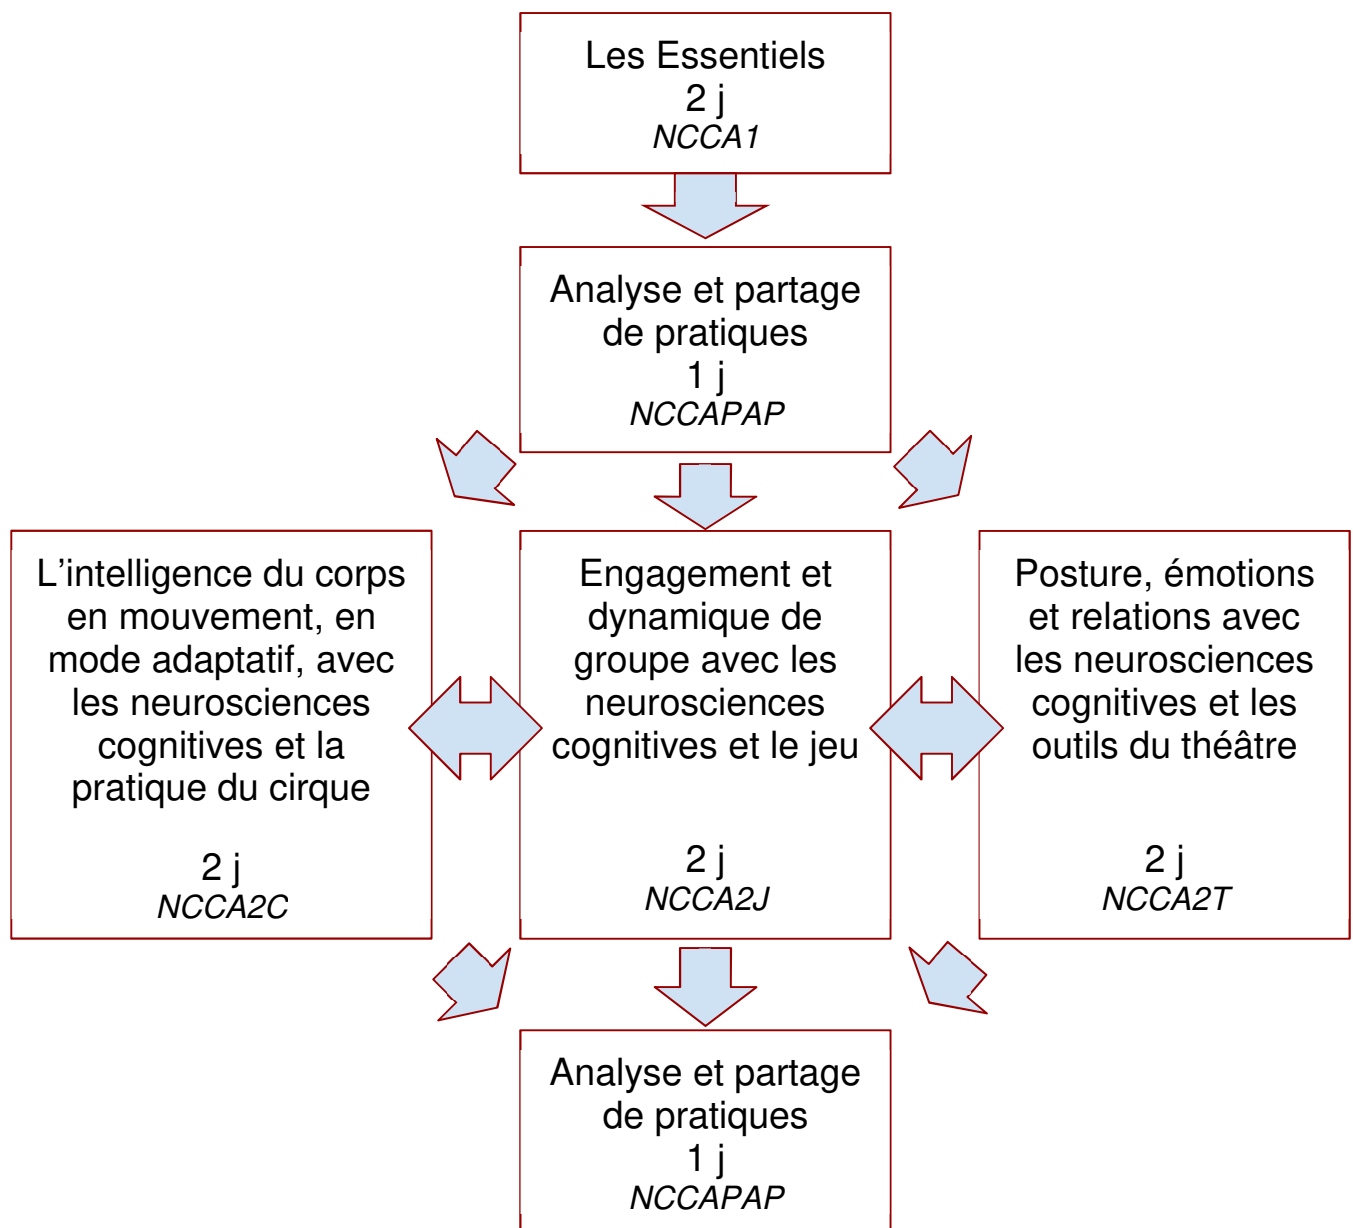 Les Essentiels
2 j
NCCA1
Analyse et partage
de pratiques
1 j
NCCAPAP
L'intelligence du corps
en mouvement, en
mode adaptatif, avec
les neurosciences
cognitives et la
pratique du cirque
2 j
NCCA2C
Engagement et
dynamique de
groupe avec les
neurosciences
cognitives et le jeu
2 j
NCCA2J
Posture, émotions
et relations avec
les neurosciences
cognitives et les
outils du théâtre
2 j
NCCA2T
Analyse et partage
de pratiques
1 j
NCCAPAP